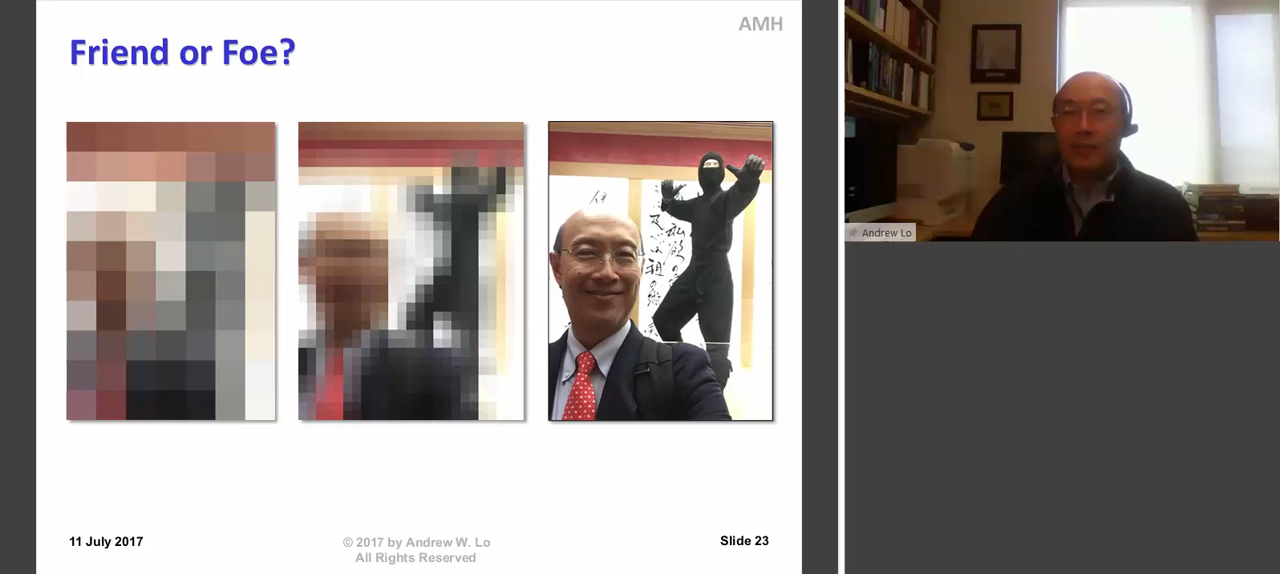 AMH
Friend or Foe?
11 July 2017
© 2017 by Andrew W. Lo
All Rights Reserved
Slide 23
Andrew Lo